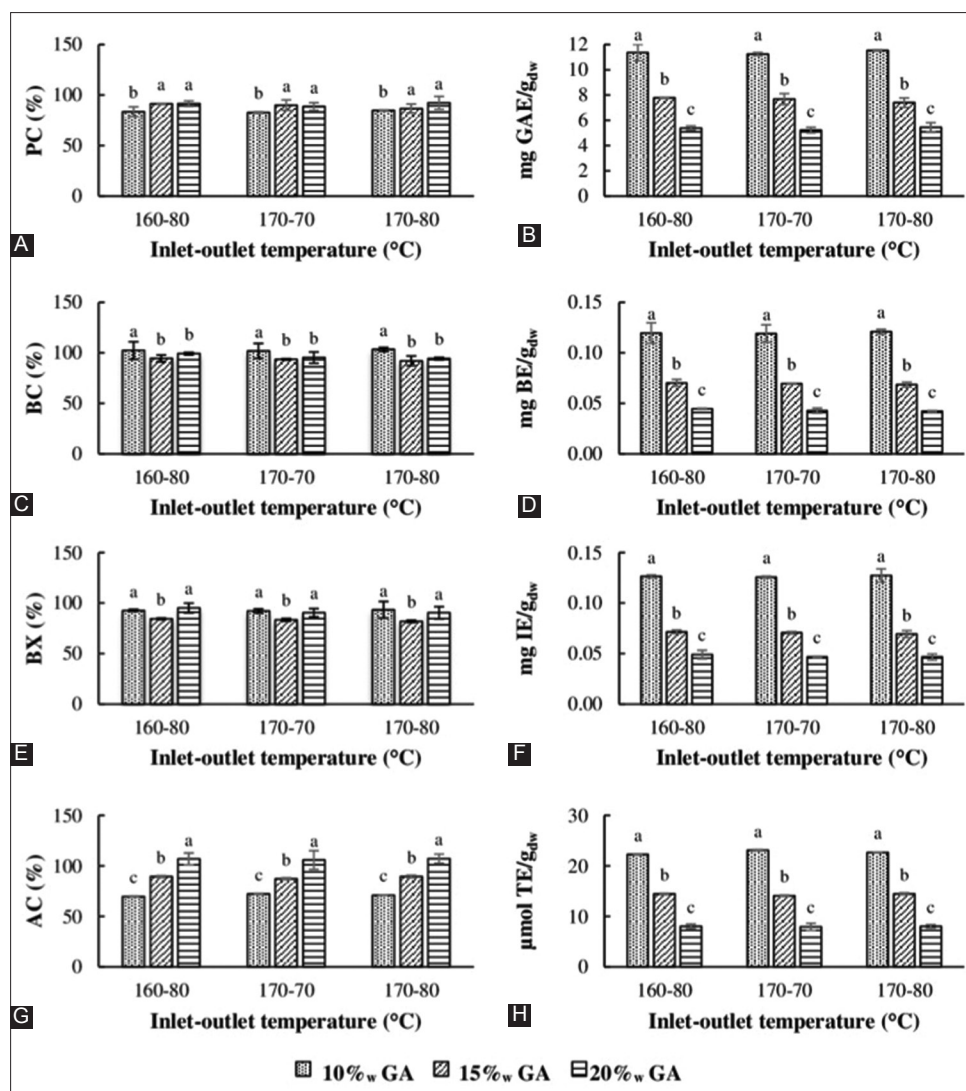 150
100
50
0
PC (%)
b a a b a a b a a
160-80 170-70 170-80
Inlet-outlet temperature (°C)
A
12
10
8
6
4
2
0
mg GAE/gdw
a b c a b c a b c
160-80 170-70 170-80
Inlet-outlet temperature (°C)
B
150
100
50
0
BC (%)
a b b a b b a b b
160-80 170-70 170-80
Inlet-outlet temperature (°C)
C
0.15
0.10
0.05
0.00
mg BE/gdw
a b c a b c a b c
160-80 170-70 170-80
Inlet-outlet temperature (°C)
D
150
100
50
0
BX (%)
a b a a b a a b a
160-80 170-70 170-80
Inlet-outlet temperature (°C)
E
0.15
0.10
0.05
0.00
mg IE/gdw
a b c a b c a b c
160-80 170-70 170-80
Inlet-outlet temperature (°C)
F
150
100
50
0
AC (%)
c b a c b a c b a
160-80 170-70 170-80
Inlet-outlet temperature (°C)
G
30
20
10
0
µmol TE/gdw
a b c a b c a b c
160-80 170-70 170-80
Inlet-outlet temperature (°C)
H
10%w GA 15%w GA 20%w GA